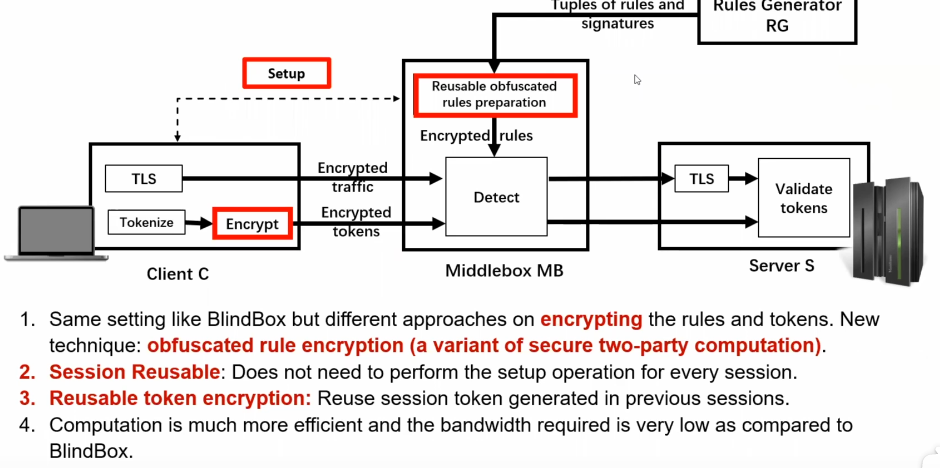 Tuples of rules and
signatures
Rules Generator
RG
Setup
Reusable obfuscated
rules preparation
Encrypted rules
TLS
Encrypted
traffic
Detect
TLS
Validate
tokens
Tokenize
Encrypt
Encrypted
tokens
Client C
Middlebox MB
Server S
1. Same setting like BlindBox but different approaches on encrypting the rules and tokens. New
technique: obfuscated rule encryption (a variant of secure two-party computation).
2. Session Reusable: Does not need to perform the setup operation for every session.
3. Reusable token encryption: Reuse session token generated in previous sessions.
4. Computation is much more efficient and the bandwidth required is very low as compared to
BlindBox.